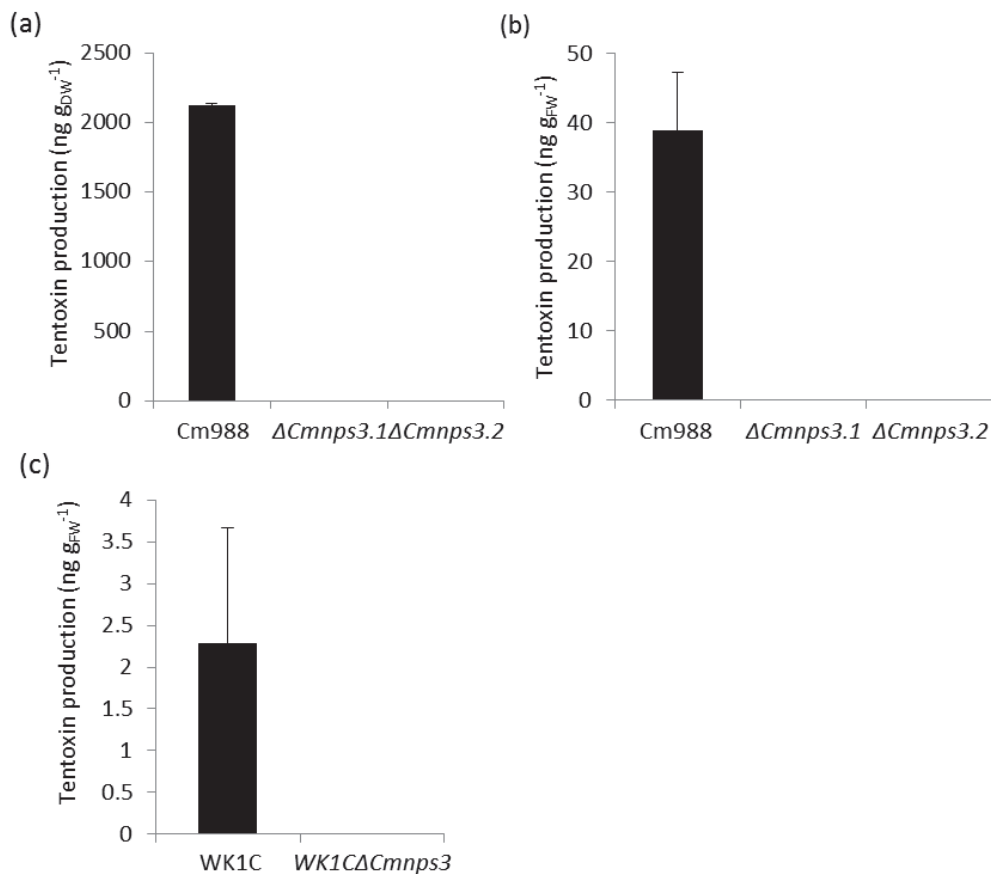 (a)
Tentoxin production (ng gDW-1)
2500
2000
1500
1000
500
0
Cm988 ΔCmnps3.1 ΔCmnps3.2
(b)
Tentoxin production (ng gFW-1)
50
40
30
20
10
0
Cm988 ΔCmnps3.1 ΔCmnps3.2
(c)
Tentoxin production (ng gFW-1)
4
3.5
3
2.5
2
1.5
1
0.5
0
WK1C WK1CΔCmnps3